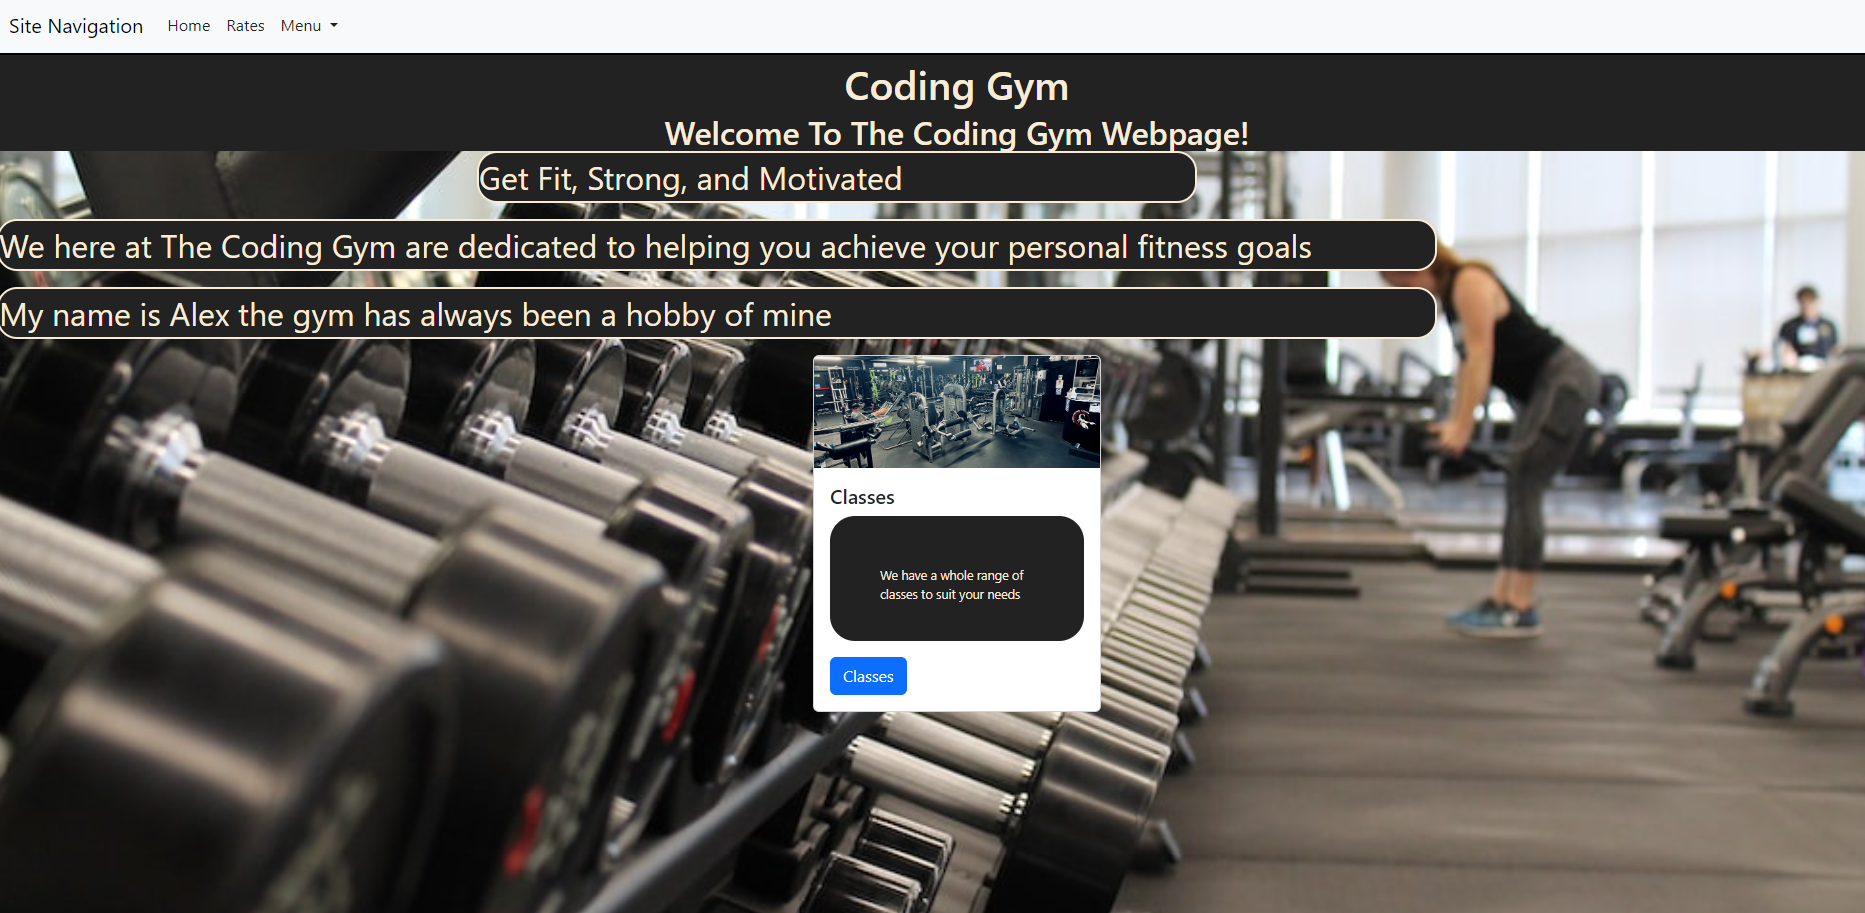 Site Navigation Home Rates Menu
Coding Gym
Welcome To The Coding Gym Webpage!
Get Fit, Strong, and Motivated
We here at The Coding Gym are dedicated to helping you achieve your personal fitness goals
My name is Alex the gym has always been a hobby of mine
Classes
We have a whole range of
classes to suit your needs
Classes